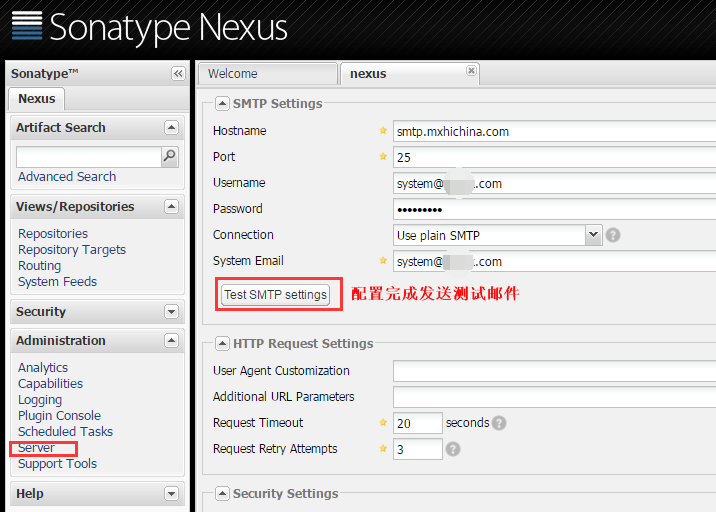 Sonatype Nexus
Sonatype™
Nexus
Artifact Search
Advanced Search
Views/Repositories
Repositories
Repository Targets
Routing
System Feeds
Security
Administration
Analytics
Capabilities
Logging
Plugin Console
Scheduled Tasks
Server
Support Tools
Help
Welcome
nexus
SMTP Settings
Hostname
smtp.mxhichina.com
Port
25
Username
system@ .com
Password
•••••••••
Connection
Use plain SMTP
System Email
system@ .com
Test SMTP settings
配置完成发送测试邮件
HTTP Request Settings
User Agent Customization
Additional URL Parameters
Request Timeout
20 seconds
Request Retry Attempts
3
Security Settings